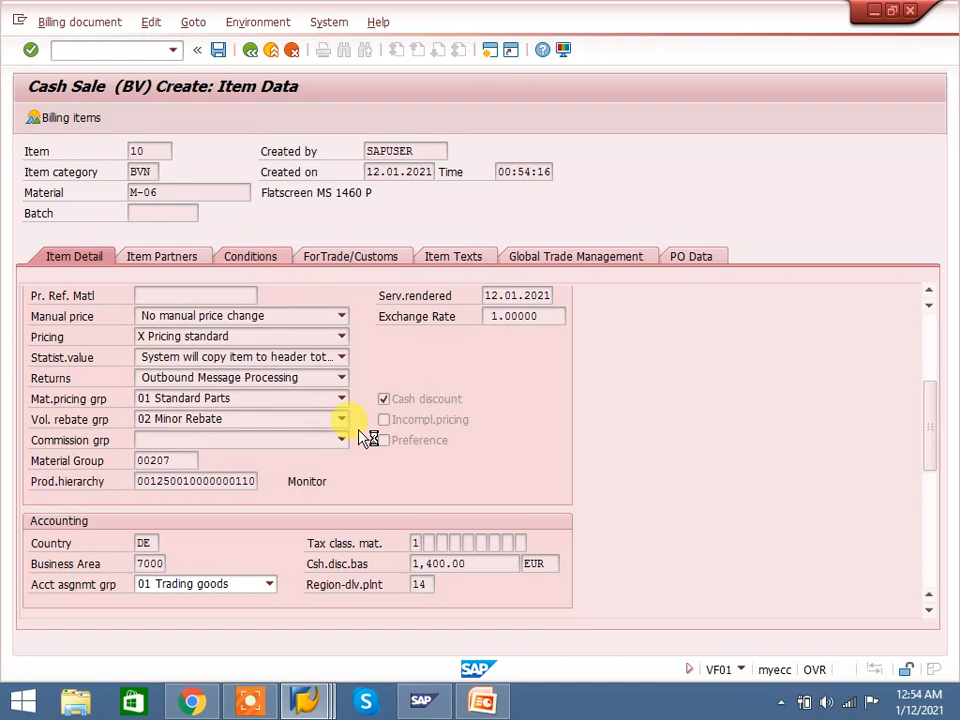 Billing document Edit Goto Environment System Help
Cash Sale (BV) Create: Item Data
Billing items
Item 10 Created by SAPUSER
Item category BVN Created on 12.01.2021 Time 00:54:16
Material M-06 Flatscreen MS 1460 P
Batch
Item Detail Item Partners Conditions ForTrade/Customs Item Texts Global Trade Management PO Data
Pr. Ref. Matl Serv.rendered 12.01.2021
Manual price No manual price change Exchange Rate 1.00000
Pricing X Pricing standard
Statist.value System will copy item to header tot...
Returns Outbound Message Processing
Mat.pricing grp 01 Standard Parts Cash discount
Vol. rebate grp 02 Minor Rebate Incompl.pricing
Commission grp Preference
Material Group 00207
Prod.hierarchy 001250010000000110 Monitor
Accounting
Country DE Tax class. mat. 1
Business Area 7000 Csh.disc.bas 1,400.00 EUR
Acct asgnmt grp 01 Trading goods Region-dlv.plnt 14
SAP VF01 myecc OVR
SAP
12:54 AM
1/12/2021